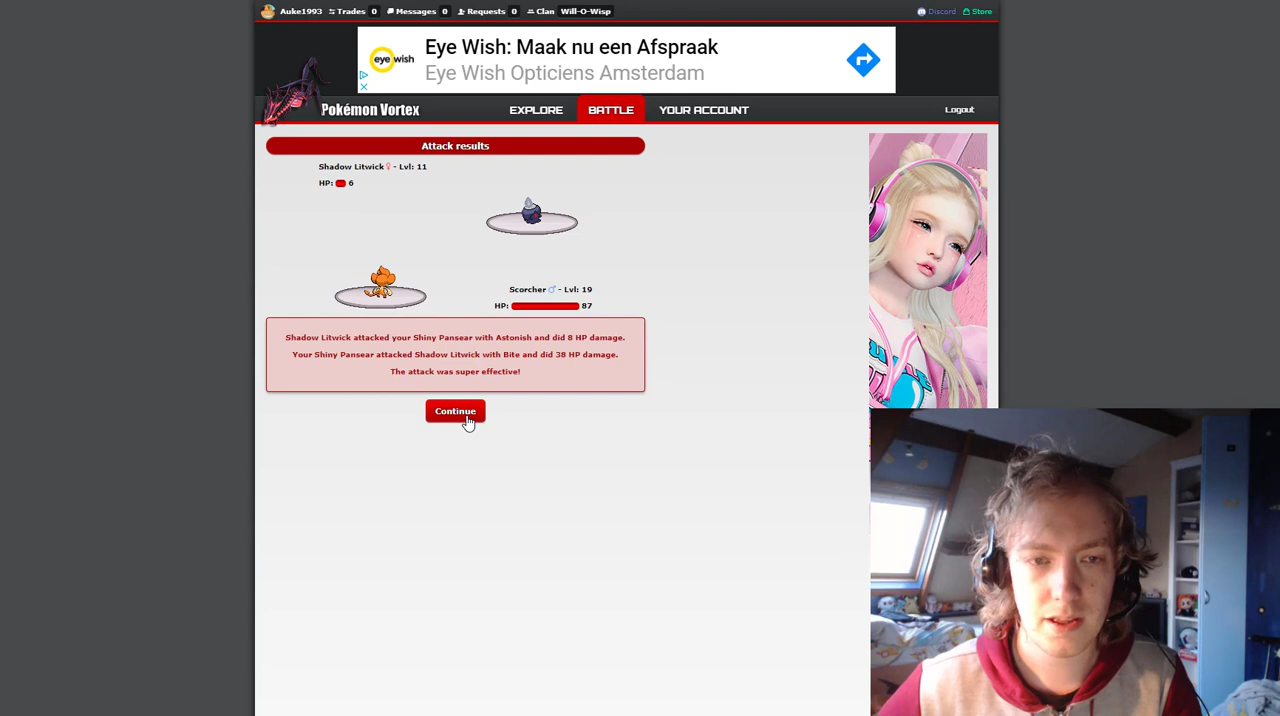 Auke1993 Trades 0 Messages 0 Requests 0 Clan Will-O-Wisp Discord Store
eye wish
Eye Wish: Maak nu een Afspraak
Eye Wish Opticiens Amsterdam
Pokémon Vortex EXPLORE BATTLE YOUR ACCOUNT Logout
Attack results
Shadow Litwick♀ - Lvl: 11
HP: 6
Scorcher♂ - Lvl: 19
HP: 87
Shadow Litwick attacked your Shiny Pansear with Astonish and did 8 HP damage.
Your Shiny Pansear attacked Shadow Litwick with Bite and did 38 HP damage.
The attack was super effective!
Continue